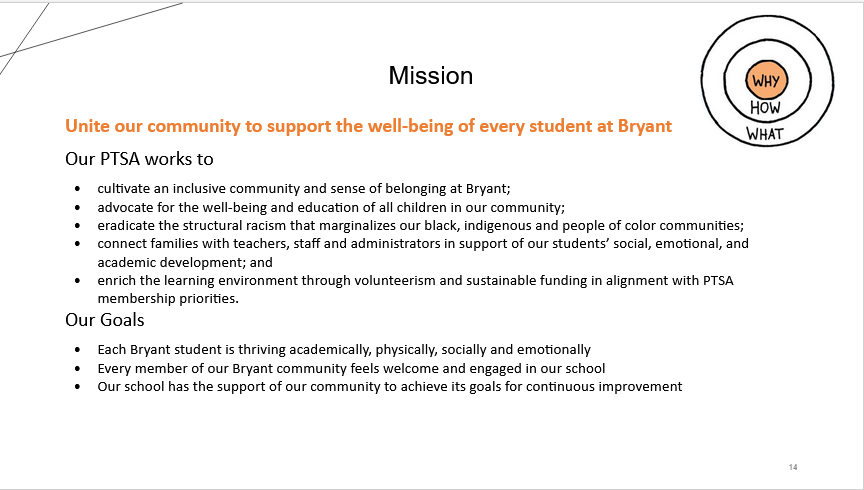 Mission
WHY
HOW
WHAT
Unite our community to support the well-being of every student at Bryant
Our PTSA works to
• cultivate an inclusive community and sense of belonging at Bryant;
• advocate for the well-being and education of all children in our community;
• eradicate the structural racism that marginalizes our black, indigenous and people of color communities;
• connect families with teachers, staff and administrators in support of our students’ social, emotional, and
academic development; and
• enrich the learning environment through volunteerism and sustainable funding in alignment with PTSA
membership priorities.
Our Goals
• Each Bryant student is thriving academically, physically, socially and emotionally
• Every member of our Bryant community feels welcome and engaged in our school
• Our school has the support of our community to achieve its goals for continuous improvement
14